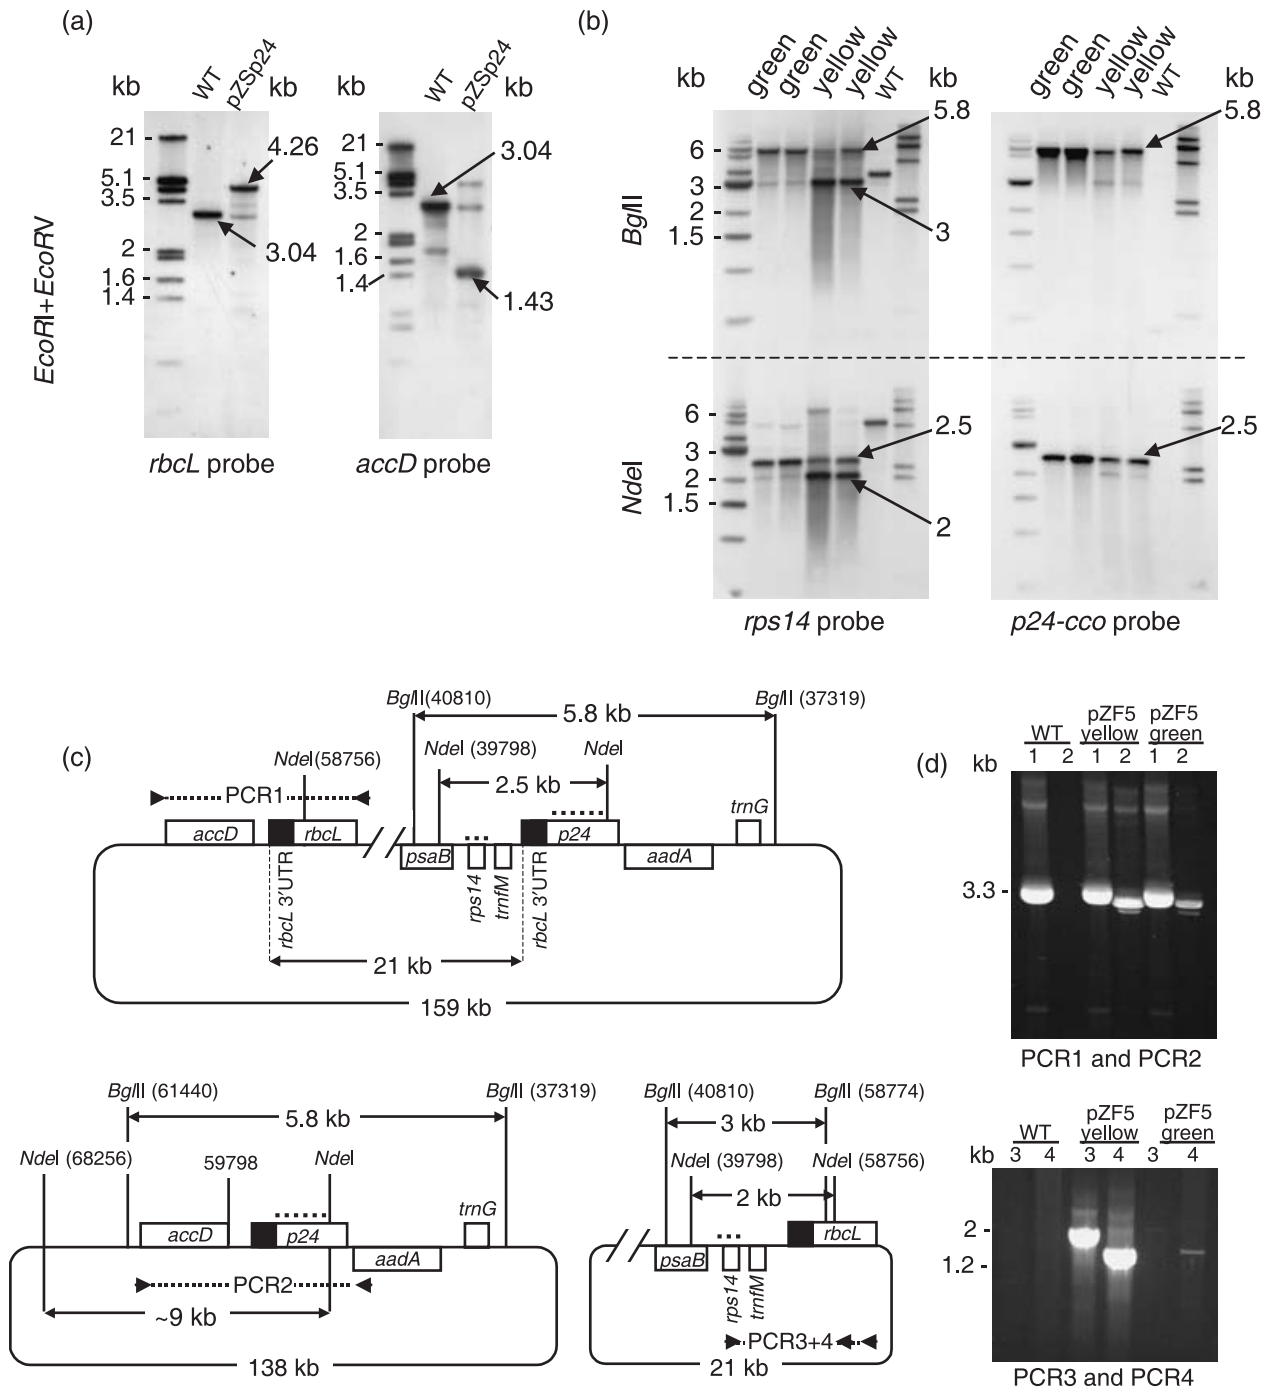 (a)
kb
WT
pZSp24
kb
WT
pZSp24
kb
21
5.1
3.5
2
1.6
1.4
4.26
3.04
21
5.1
3.5
2
1.6
1.4
3.04
1.43
EcoRI+EcoRV
rbcL probe
accD probe
(b)
kb
green
green
yellow
yellow
WT
kb
green
green
yellow
yellow
WT
kb
6
3
2
1.5
5.8
3
5.8
BglII
6
3
2
1.5
2.5
2
2.5
NdeI
rps14 probe
p24-cco probe
(c)
BglII(40810)
BglII (37319)
5.8 kb
NdeI (39798)
NdeI
NdeI(58756)
2.5 kb
PCR1
trnG
accD
rbcL
p24
psaB
aadA
rbcL 3'UTR
rps14
trnfM
rbcL 3'UTR
21 kb
159 kb
BglII (61440)
BglII (37319)
5.8 kb
NdeI (68256)
59798
NdeI
trnG
accD
p24
aadA
PCR2
~9 kb
138 kb
BglII (40810)
BglII (58774)
3 kb
NdeI (39798)
NdeI (58756)
2 kb
rbcL
psaB
rps14
trnfM
PCR3+4
21 kb
(d)
kb
WT
pZF5 yellow
pZF5 green
1 2 1 2 1 2
3.3
PCR1 and PCR2
WT
pZF5 yellow
pZF5 green
kb
3 4 3 4 3 4
2
1.2
PCR3 and PCR4